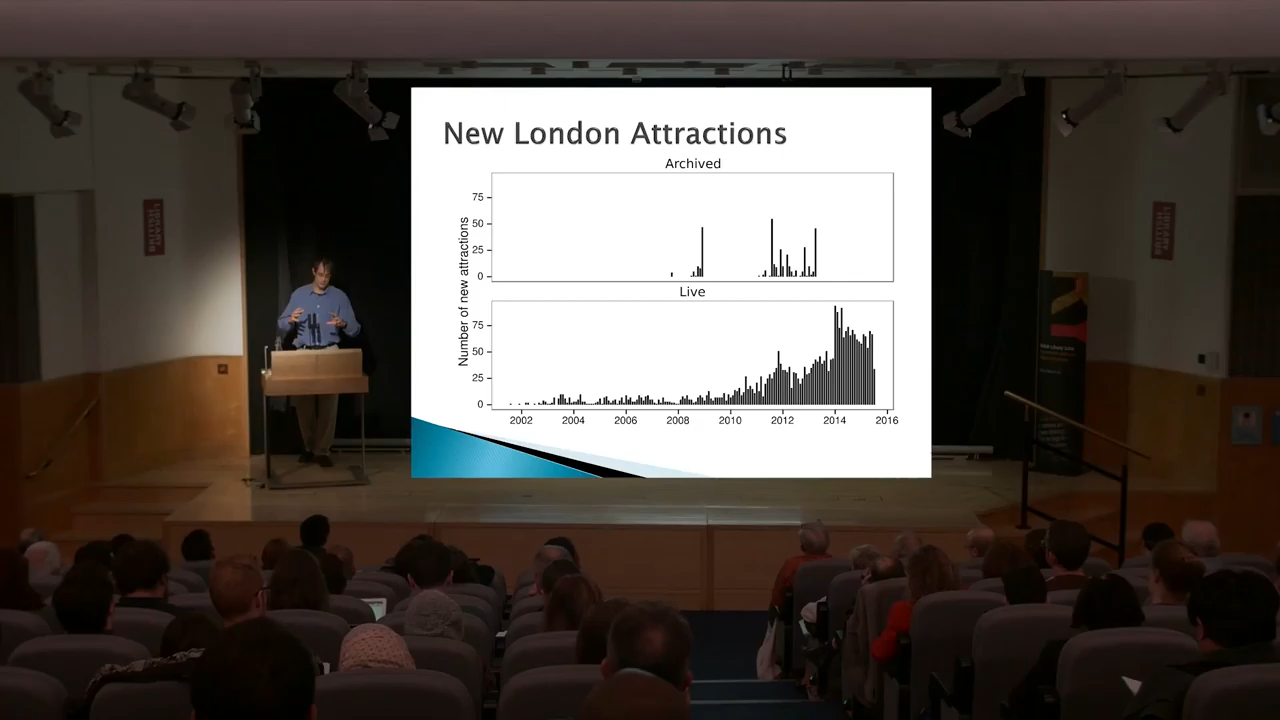 New London Attractions
Archived
75
50
25
0
Number of new attractions
Live
75
50
25
0
2002 2004 2006 2008 2010 2012 2014 2016